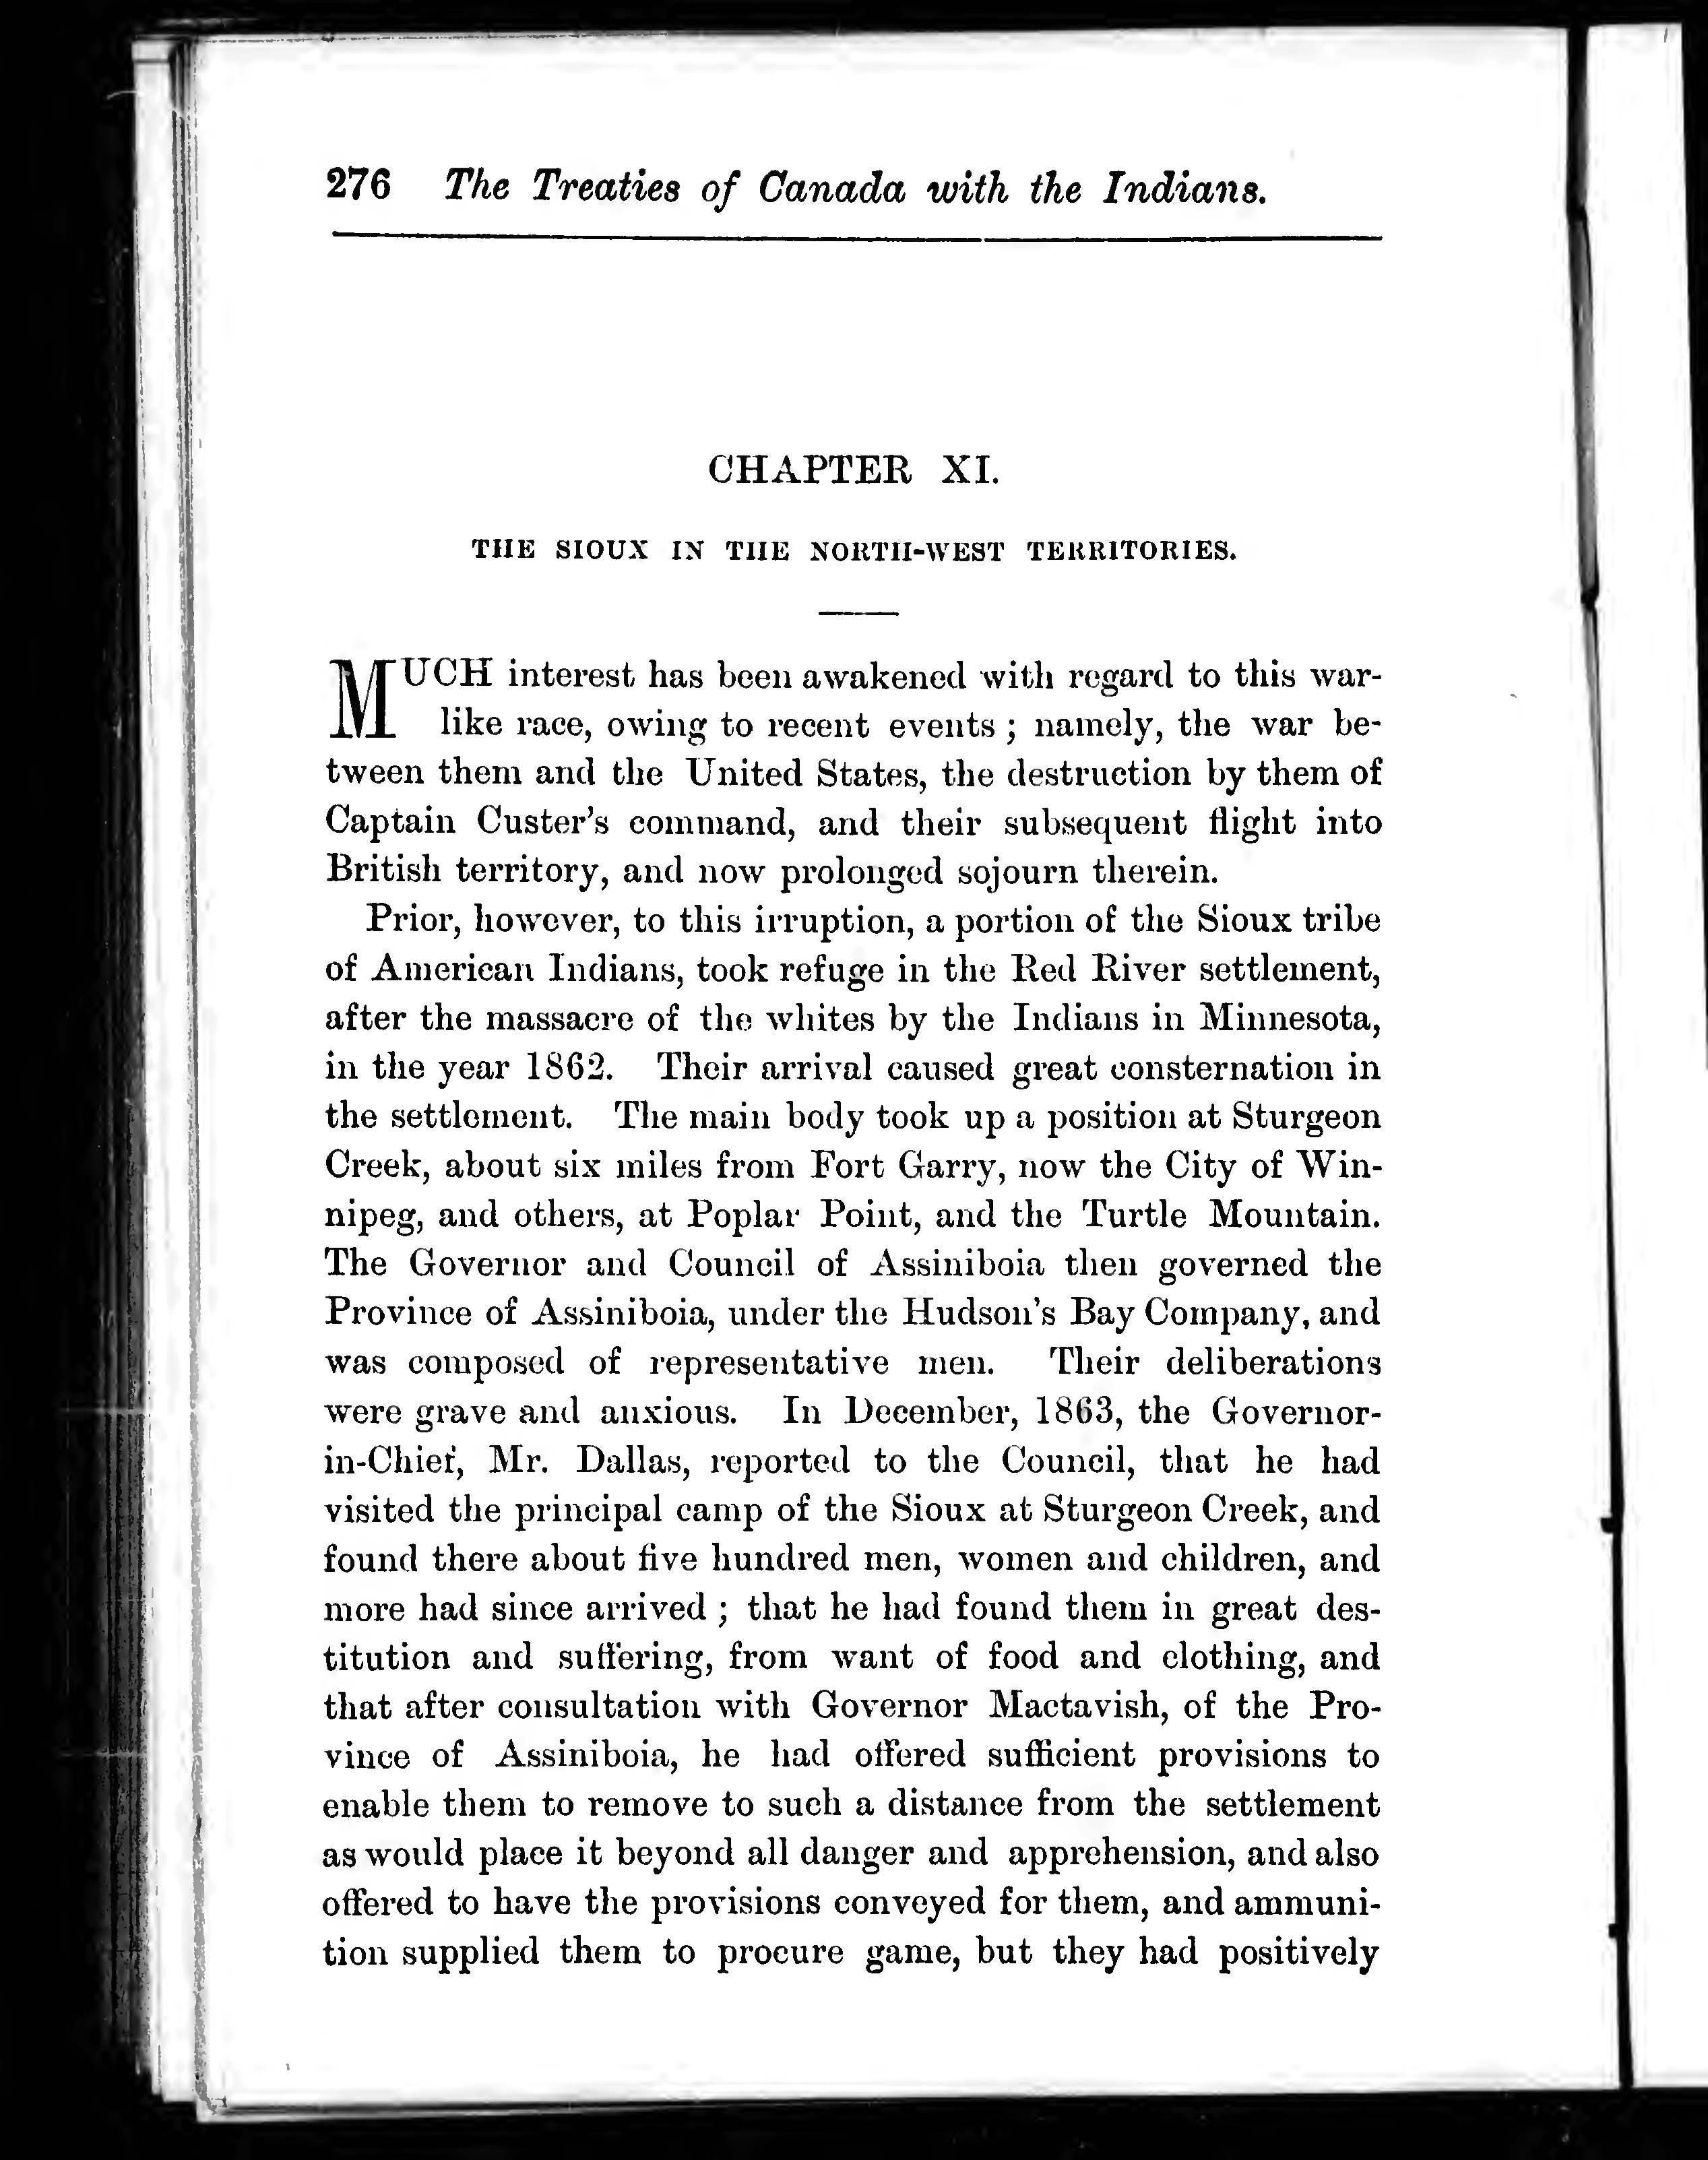 276 The Treaties of Canada with the Indians.
CHAPTER XI.
THE SIOUX IN THE NORTH-WEST TERRITORIES.
MUCH interest has been awakened with regard to this war-
like race, owing to recent events ; namely, the war be-
tween them and the United States, the destruction by them of
Captain Custer's command, and their subsequent flight into
British territory, and now prolonged sojourn therein.
Prior, however, to this irruption, a portion of the Sioux tribe
of American Indians, took refuge in the Red River settlement,
after the massacre of the whites by the Indians in Minnesota,
in the year 1862. Their arrival caused great consternation in
the settlement. The main body took up a position at Sturgeon
Creek, about six miles from Fort Garry, now the City of Win-
nipeg, and others, at Poplar Point, and the Turtle Mountain.
The Governor and Council of Assiniboia then governed the
Province of Assiniboia, under the Hudson's Bay Company, and
was composed of representative men. Their deliberations
were grave and anxious. In December, 1863, the Governor-
in-Chief, Mr. Dallas, reported to the Council, that he had
visited the principal camp of the Sioux at Sturgeon Creek, and
found there about five hundred men, women and children, and
more had since arrived ; that he had found them in great des-
titution and suffering, from want of food and clothing, and
that after consultation with Governor Mactavish, of the Pro-
vince of Assiniboia, he had offered sufficient provisions to
enable them to remove to such a distance from the settlement
as would place it beyond all danger and apprehension, and also
offered to have the provisions conveyed for them, and ammuni-
tion supplied them to procure game, but they had positively